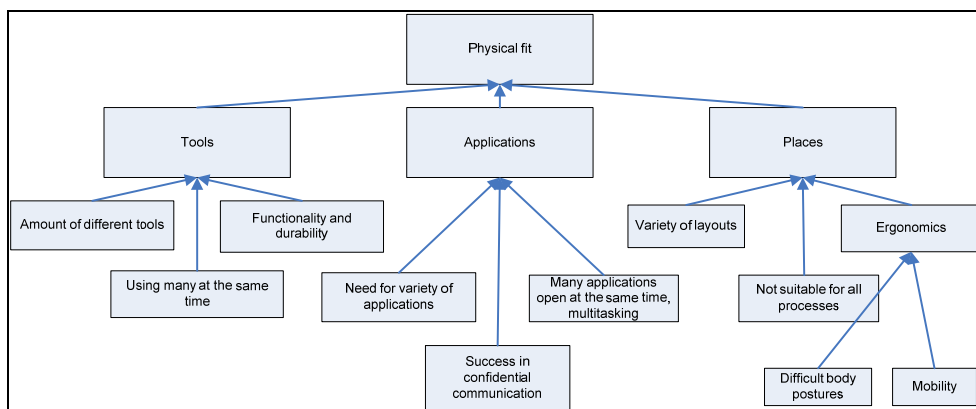 Physical fit
Tools
Applications
Places
Amount of different tools
Functionality and
durability
Variety of layouts
Ergonomics
Using many at the same
time
Need for variety of
applications
Many applications
open at the same time,
multitasking
Not suitable for all
processes
Success in
confidential
communication
Difficult body
postures
Mobility